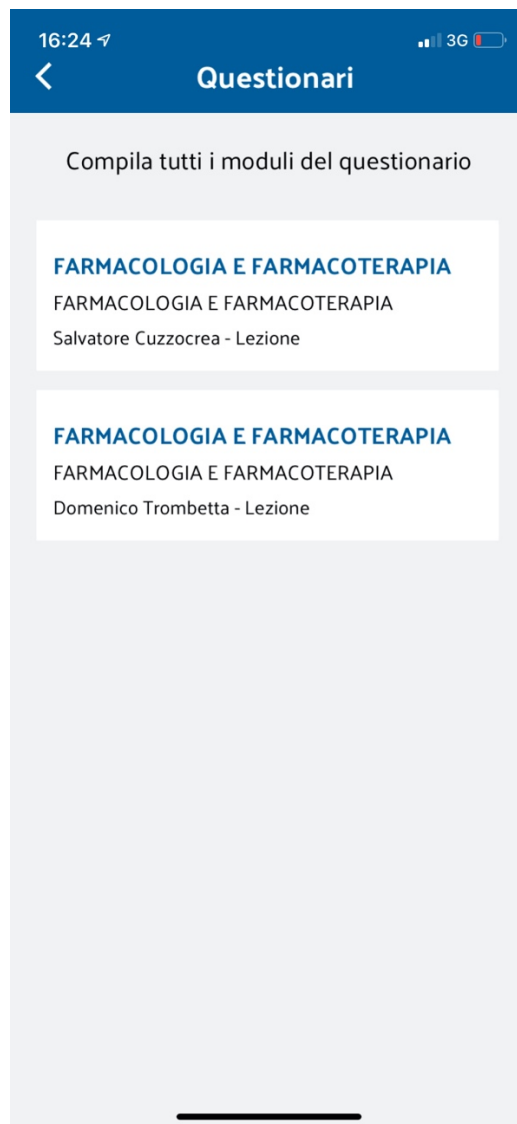 16:24 3G
Questionari
Compila tutti i moduli del questionario
FARMACOLOGIA E FARMACOTERAPIA
FARMACOLOGIA E FARMACOTERAPIA
Salvatore Cuzzocrea - Lezione
FARMACOLOGIA E FARMACOTERAPIA
FARMACOLOGIA E FARMACOTERAPIA
Domenico Trombetta - Lezione